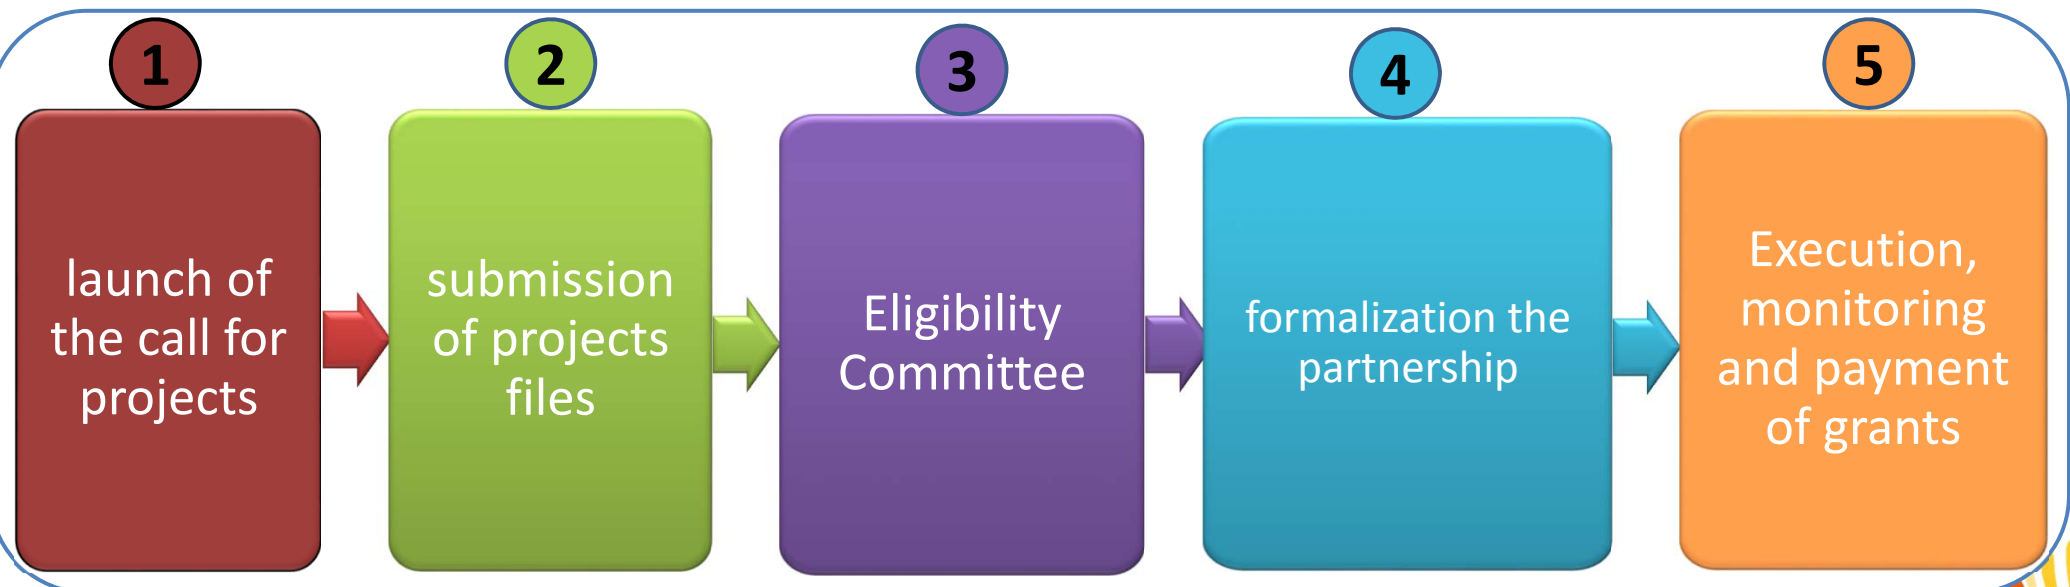 1
launch of
the call for
projects
2
submission
of projects
files
3
Eligibility
Committee
4
formalization the
partnership
5
Execution,
monitoring
and payment
of grants